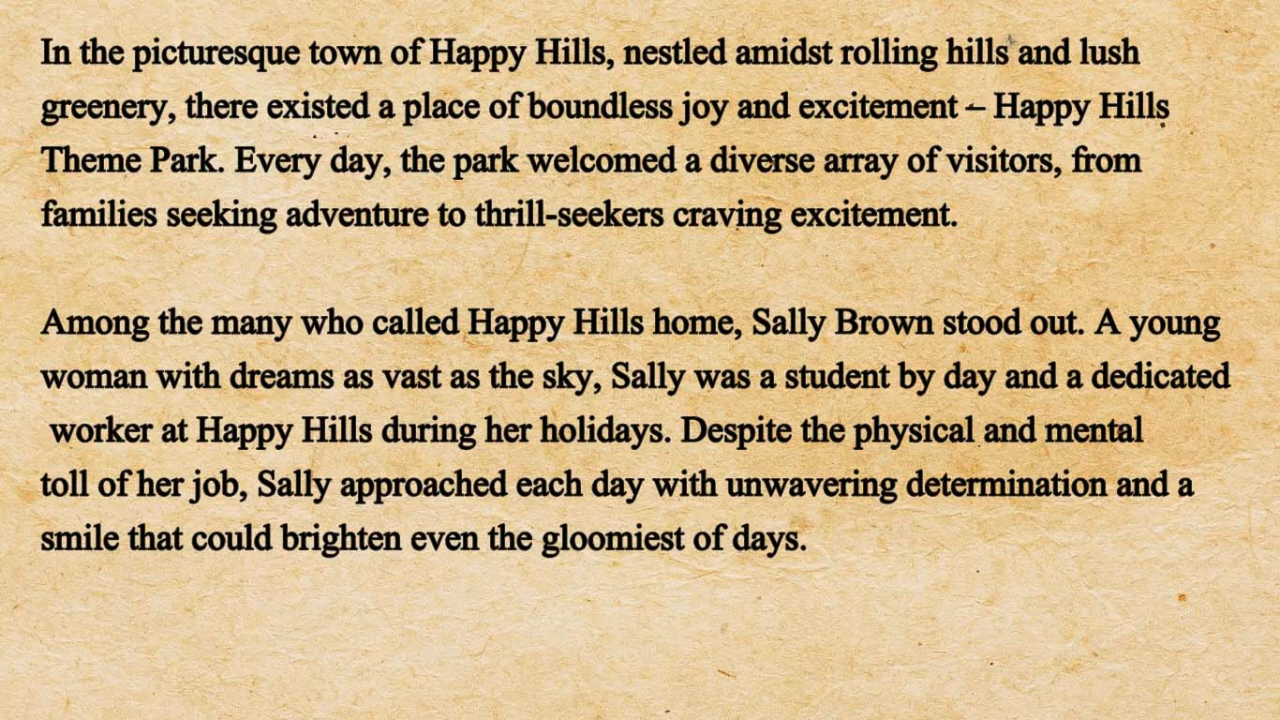 In the picturesque town of Happy Hills, nestled amidst rolling hills and lush
greenery, there existed a place of boundless joy and excitement – Happy Hills
Theme Park. Every day, the park welcomed a diverse array of visitors, from
families seeking adventure to thrill-seekers craving excitement.
Among the many who called Happy Hills home, Sally Brown stood out. A young
woman with dreams as vast as the sky, Sally was a student by day and a dedicated
worker at Happy Hills during her holidays. Despite the physical and mental
toll of her job, Sally approached each day with unwavering determination and a
smile that could brighten even the gloomiest of days.